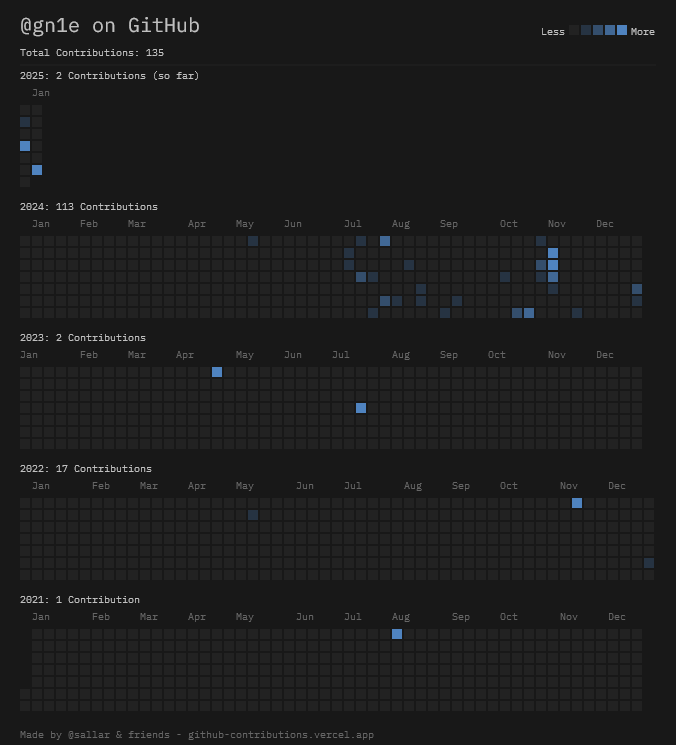 @gn1e on GitHub
Less More
Total Contributions: 135
2025: 2 Contributions (so far)
Jan
2024: 113 Contributions
Jan Feb Mar Apr May Jun Jul Aug Sep Oct Nov Dec
2023: 2 Contributions
Jan Feb Mar Apr May Jun Jul Aug Sep Oct Nov Dec
2022: 17 Contributions
Jan Feb Mar Apr May Jun Jul Aug Sep Oct Nov Dec
2021: 1 Contribution
Jan Feb Mar Apr May Jun Jul Aug Sep Oct Nov Dec
Made by @sallar & friends - github-contributions.vercel.app